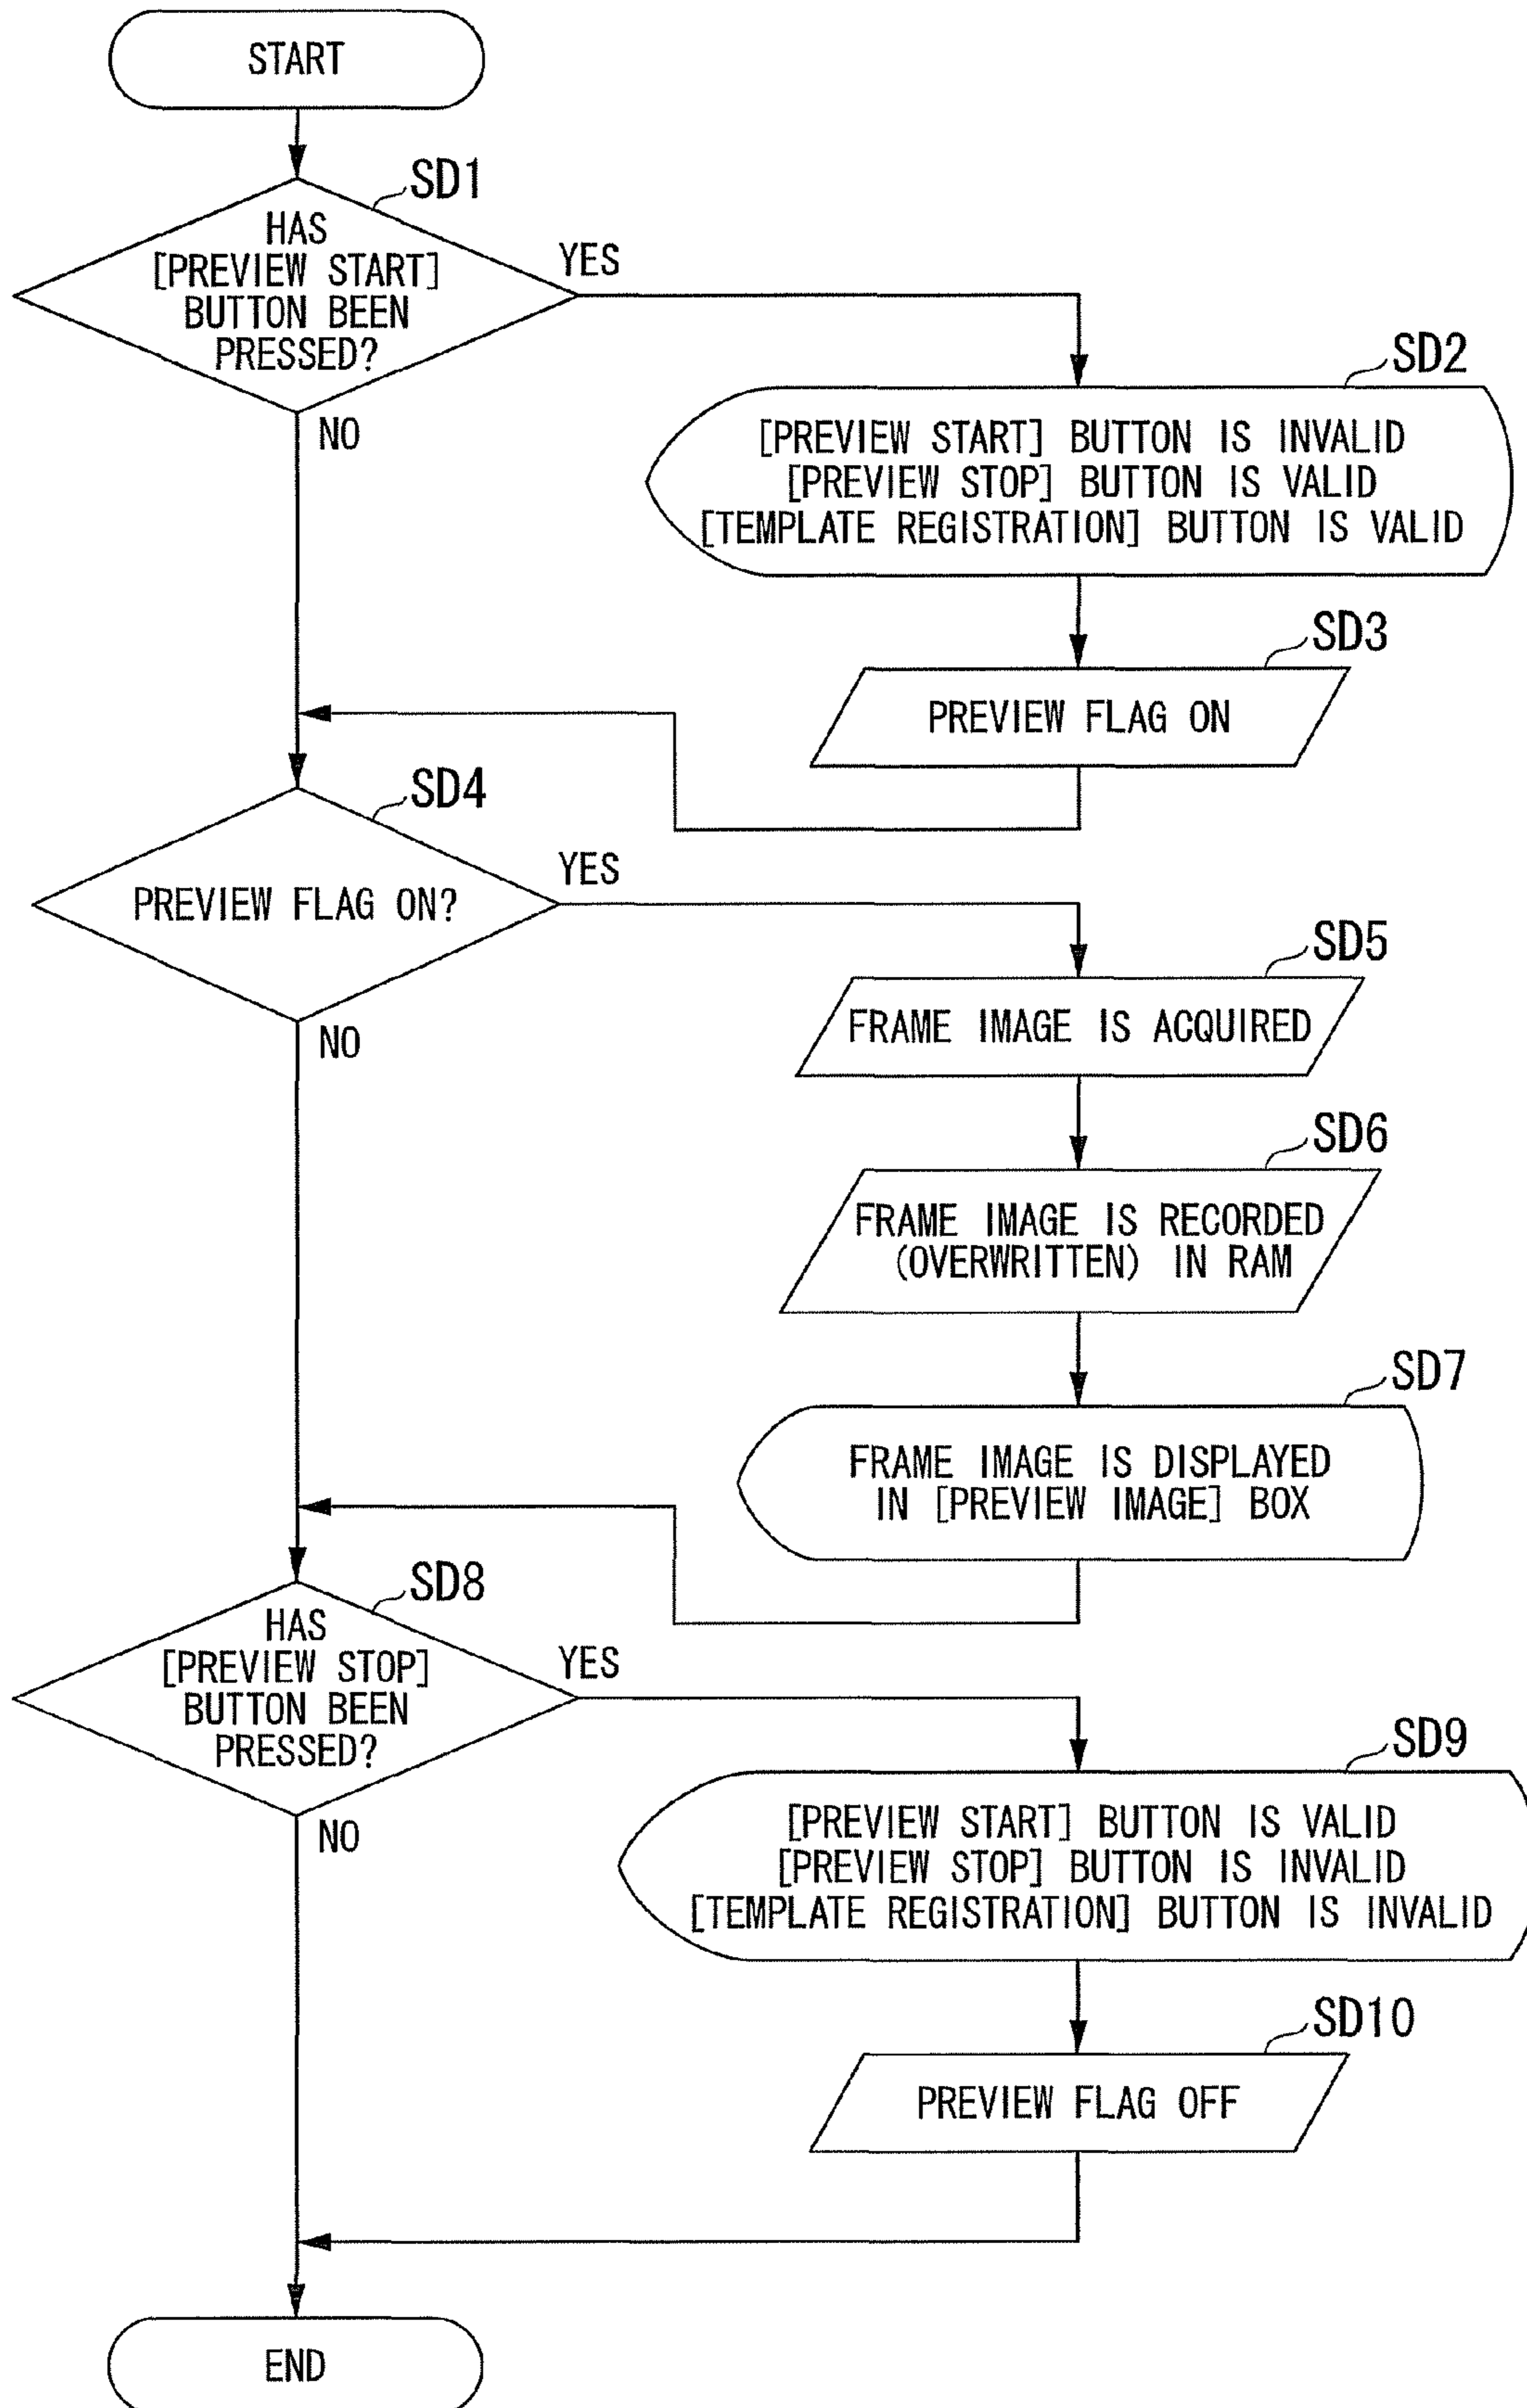 START
SD1
HAS
[PREVIEW START]
BUTTON BEEN
PRESSED?
YES
NO
SD2
[PREVIEW START] BUTTON IS INVALID
[PREVIEW STOP] BUTTON IS VALID
[TEMPLATE REGISTRATION] BUTTON IS VALID
SD3
PREVIEW FLAG ON
SD4
PREVIEW FLAG ON?
YES
NO
SD5
FRAME IMAGE IS ACQUIRED
SD6
FRAME IMAGE IS RECORDED
(OVERWRITTEN) IN RAM
SD7
FRAME IMAGE IS DISPLAYED
IN [PREVIEW IMAGE] BOX
SD8
HAS
[PREVIEW STOP]
BUTTON BEEN
PRESSED?
YES
NO
SD9
[PREVIEW START] BUTTON IS VALID
[PREVIEW STOP] BUTTON IS INVALID
[TEMPLATE REGISTRATION] BUTTON IS INVALID
SD10
PREVIEW FLAG OFF
END